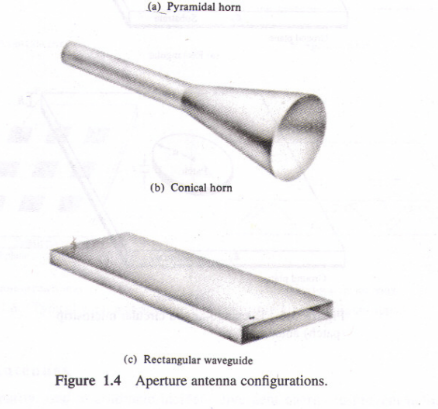 (a) Pyramidal horn
(b) Conical horn
(c) Rectangular waveguide
Figure 1.4 Aperture antenna configurations.